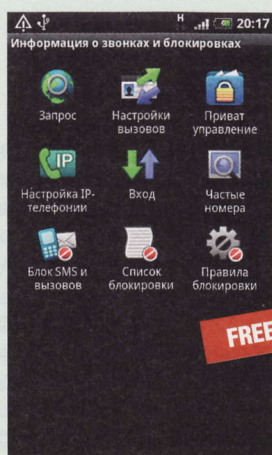 H 20:17
Информация о звонках и блокировках
Запрос
Настройки вызовов
Приват управление
IP
Настройка IP-телефонии
Вход
Частые номера
Блок SMS и вызовов
Список блокировки
Правила блокировки
FREE